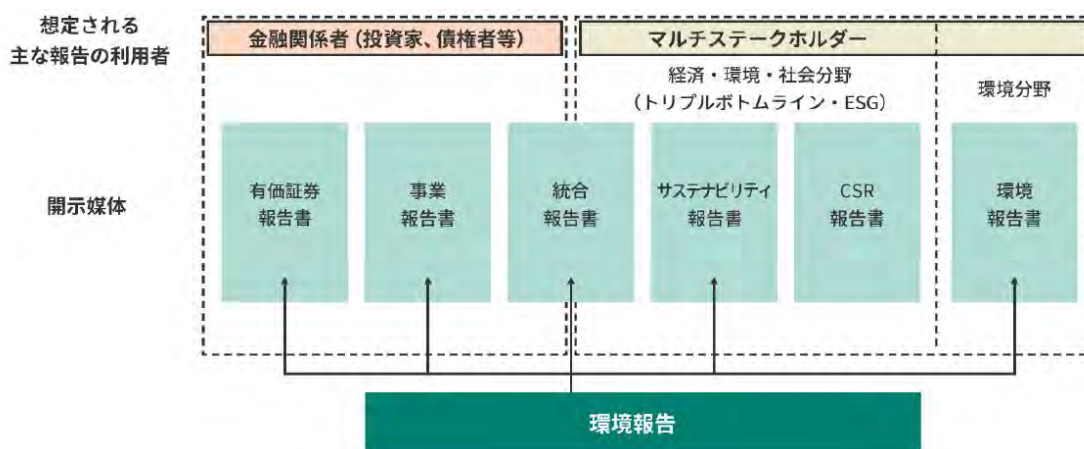 想定される
主な報告の利用者
金融関係者（投資家、債権者等）
マルチステークホルダー
経済・環境・社会分野
（トリプルボトムライン・ESG）
環境分野
開示媒体
有価証券
報告書
事業
報告書
統合
報告書
サステナビリティ
報告書
CSR
報告書
環境
報告書
環境報告